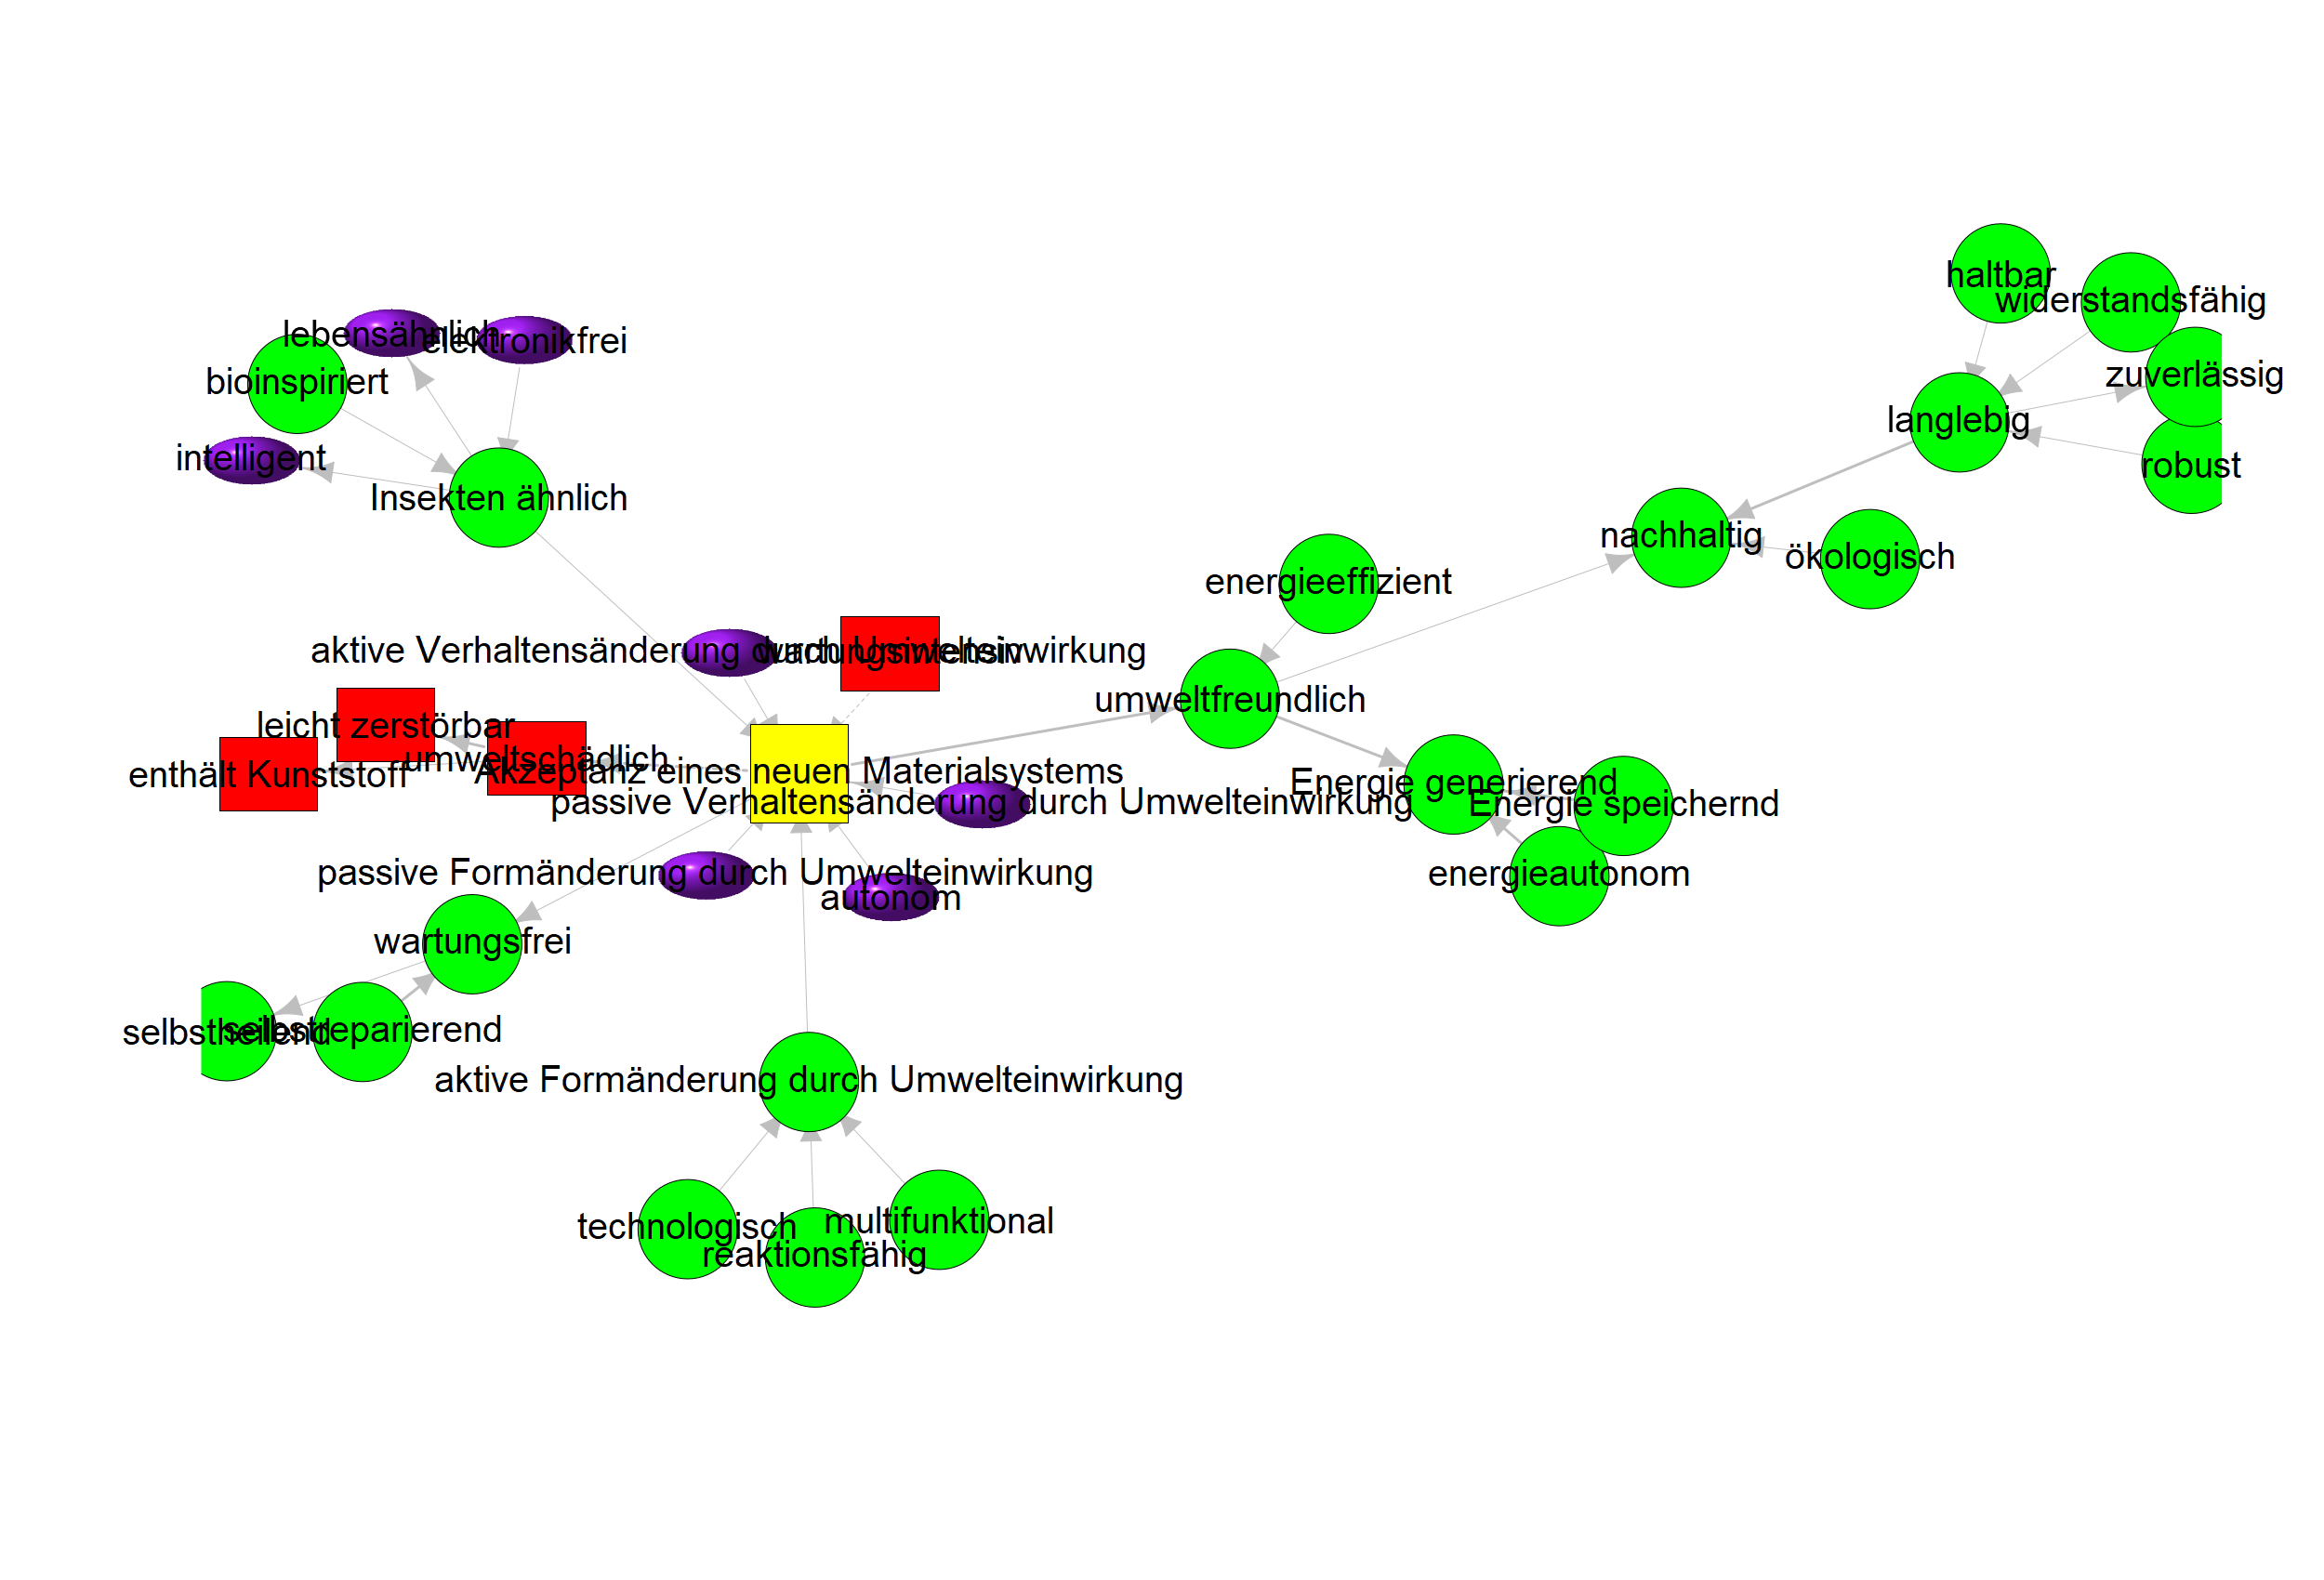 haltbar
widerstandsfähig
lebensähnlich
elektronikfrei
bioinspiriert
zuverlässig
langlebig
intelligent
robust
Insekten ähnlich
nachhaltig
ökologisch
energieeffizient
aktive Verhaltensänderung durch Umwelteinwirkung
wartungsintensiv
umweltfreundlich
leicht zerstörbar
umweltschädlich
enthält Kunststoff
Akzeptanz eines neuen Materialsystems
Energie generierend
passive Verhaltensänderung durch Umwelteinwirkung
Energie speichernd
passive Formänderung durch Umwelteinwirkung
energieautonom
autonom
wartungsfrei
selbstheilend
selbstreparierend
aktive Formänderung durch Umwelteinwirkung
technologisch
multifunktional
reaktionsfähig